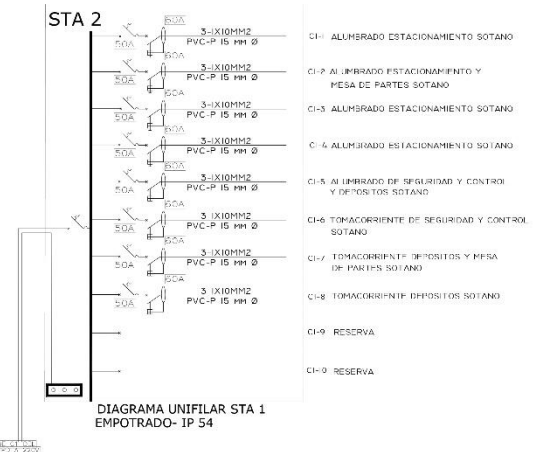 STA 2
60A
3-1X10MM2
50A PVC-P 15 MM Ø
CI-1 ALUMBRADO ESTACIONAMIENTO SOTANO
60A
3-1X10MM2
50A PVC-P 15 MM Ø
CI-2 ALUMBRADO ESTACIONAMIENTO Y
MESA DE PARTES SOTANO
60A
3-1X10MM2
50A PVC-P 15 MM Ø
CI-3 ALUMBRADO ESTACIONAMIENTO SOTANO
60A
3-1X10MM2
50A PVC-P 15 MM Ø
CI-4 ALUMBRADO ESTACIONAMIENTO SOTANO
60A
3-1X10MM2
50A PVC-P 15 MM Ø
CI-5 ALUMBRADO DE SEGURIDAD Y CONTROL
Y DEPOSITOS SOTANO
60A
3-1X10MM2
50A PVC-P 15 MM Ø
CI-6 TOMACORRIENTE DE SEGURIDAD Y CONTROL
SOTANO
60A
3-1X10MM2
50A PVC-P 15 MM Ø
CI-7 TOMACORRIENTE DEPOSITOS Y MESA
DE PARTES SOTANO
60A
3-1X10MM2
50A PVC-P 15 MM Ø
CI-8 TOMACORRIENTE DEPOSITOS SOTANO
CI-9 RESERVA
CI-10 RESERVA
DIAGRAMA UNIFILAR STA 1
EMPOTRADO- IP 54